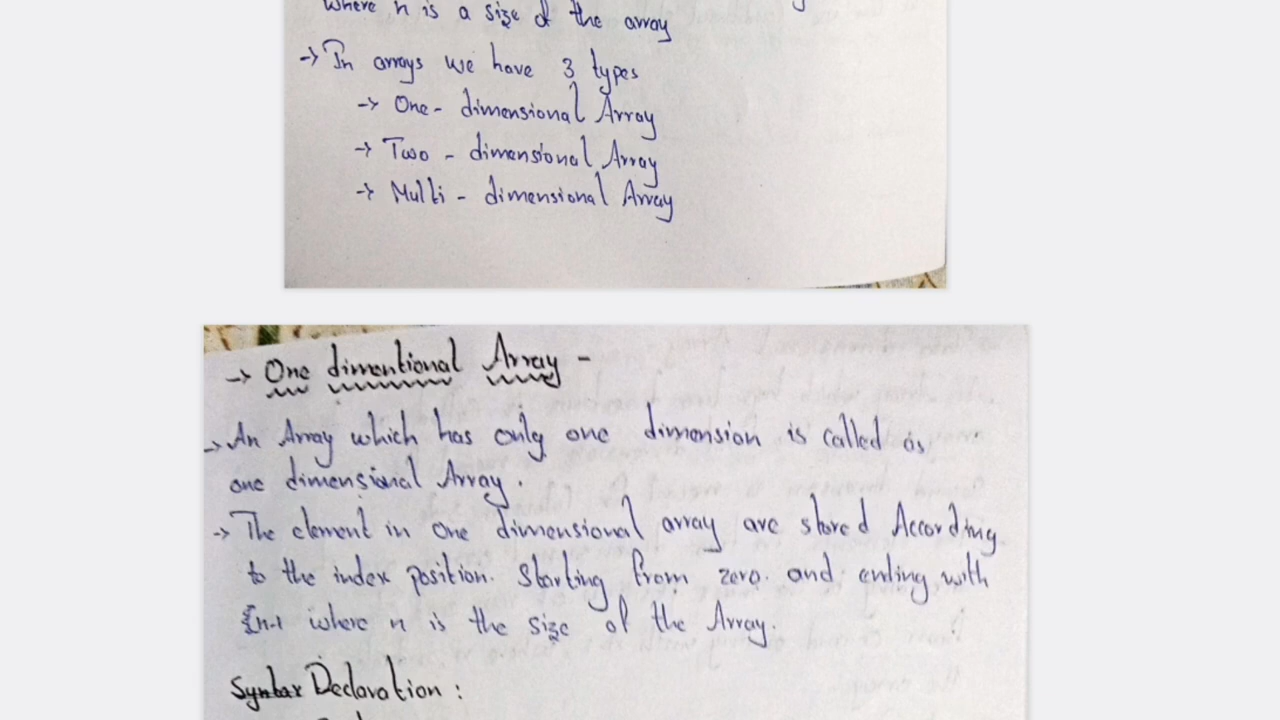 where n is a size of the array
→ In arrays we have 3 types
→ One - dimensional Array
→ Two - dimensional Array
→ Multi - dimensional Array
→ One dimentional Array -
→ An Array which has only one dimension is called as
one dimensional Array.
→ The element in one dimensional array are stored According
to the index position. Starting from zero. and ending with
n-1 where n is the size of the Array.
Syntax Declaration :